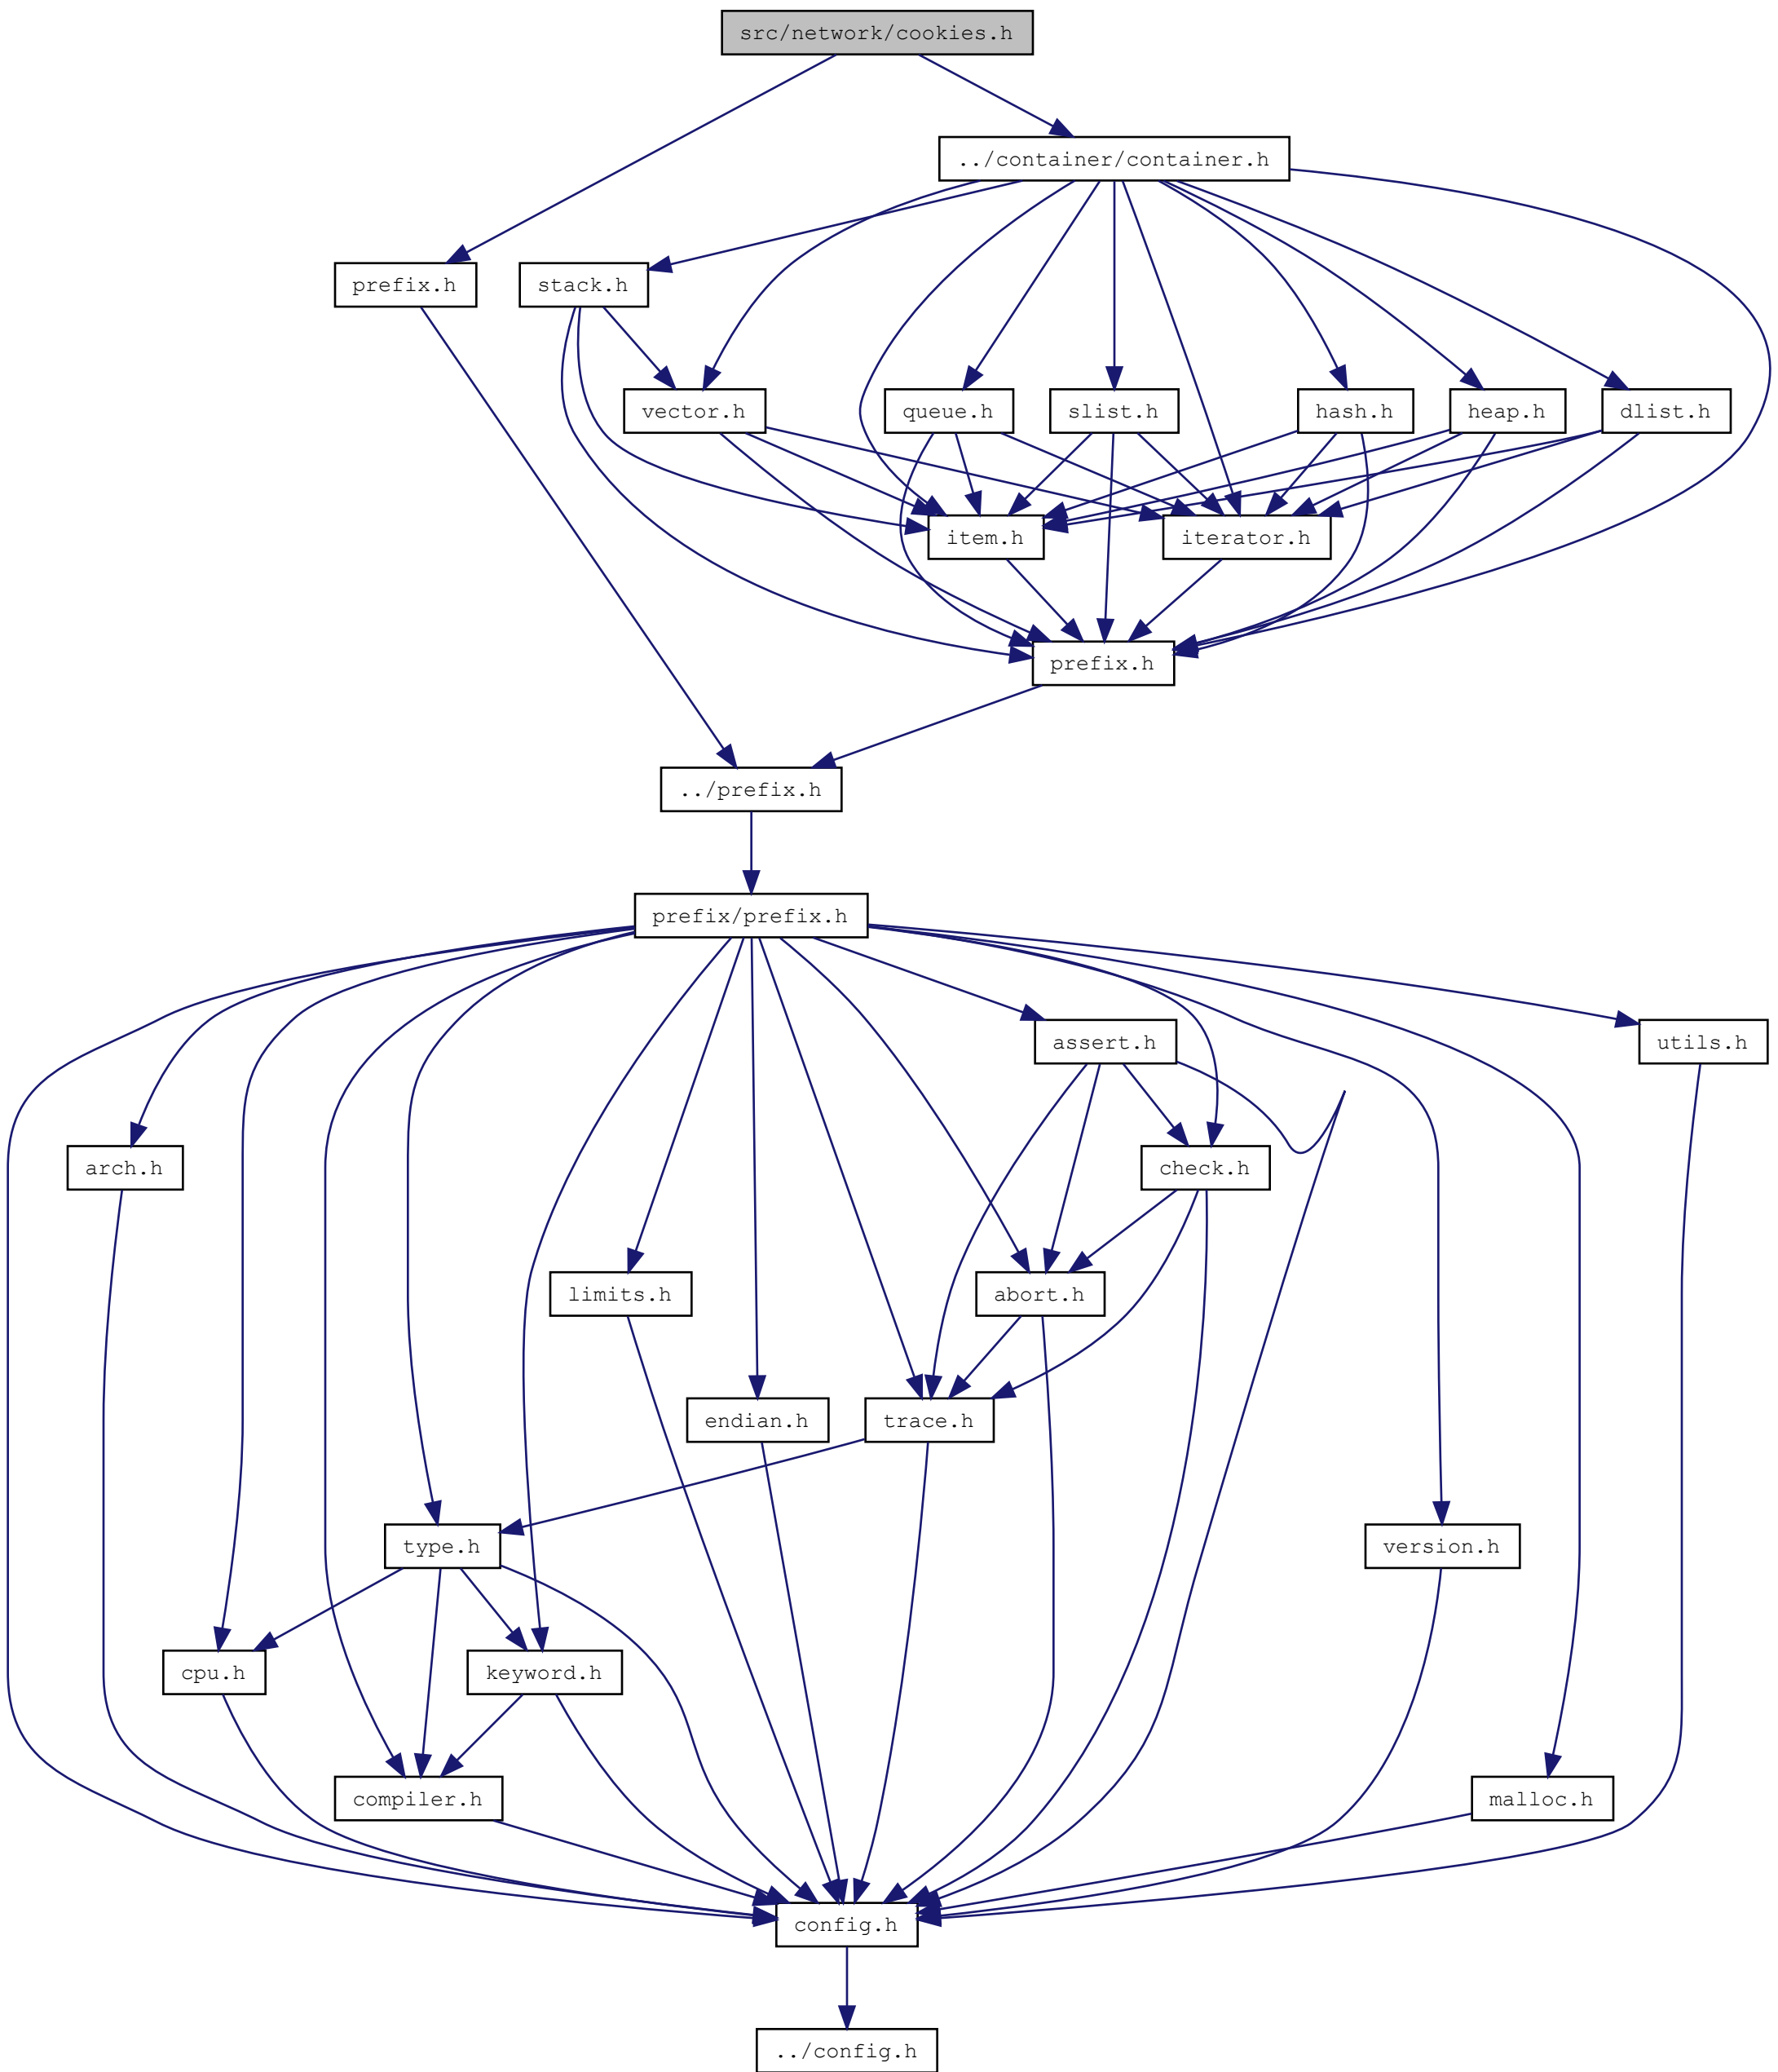 src/network/cookies.h
../container/container.h
prefix.h
stack.h
vector.h
queue.h
slist.h
hash.h
heap.h
dlist.h
item.h
iterator.h
prefix.h
../prefix.h
prefix/prefix.h
assert.h
utils.h
arch.h
check.h
limits.h
abort.h
endian.h
trace.h
type.h
version.h
cpu.h
keyword.h
compiler.h
malloc.h
config.h
../config.h